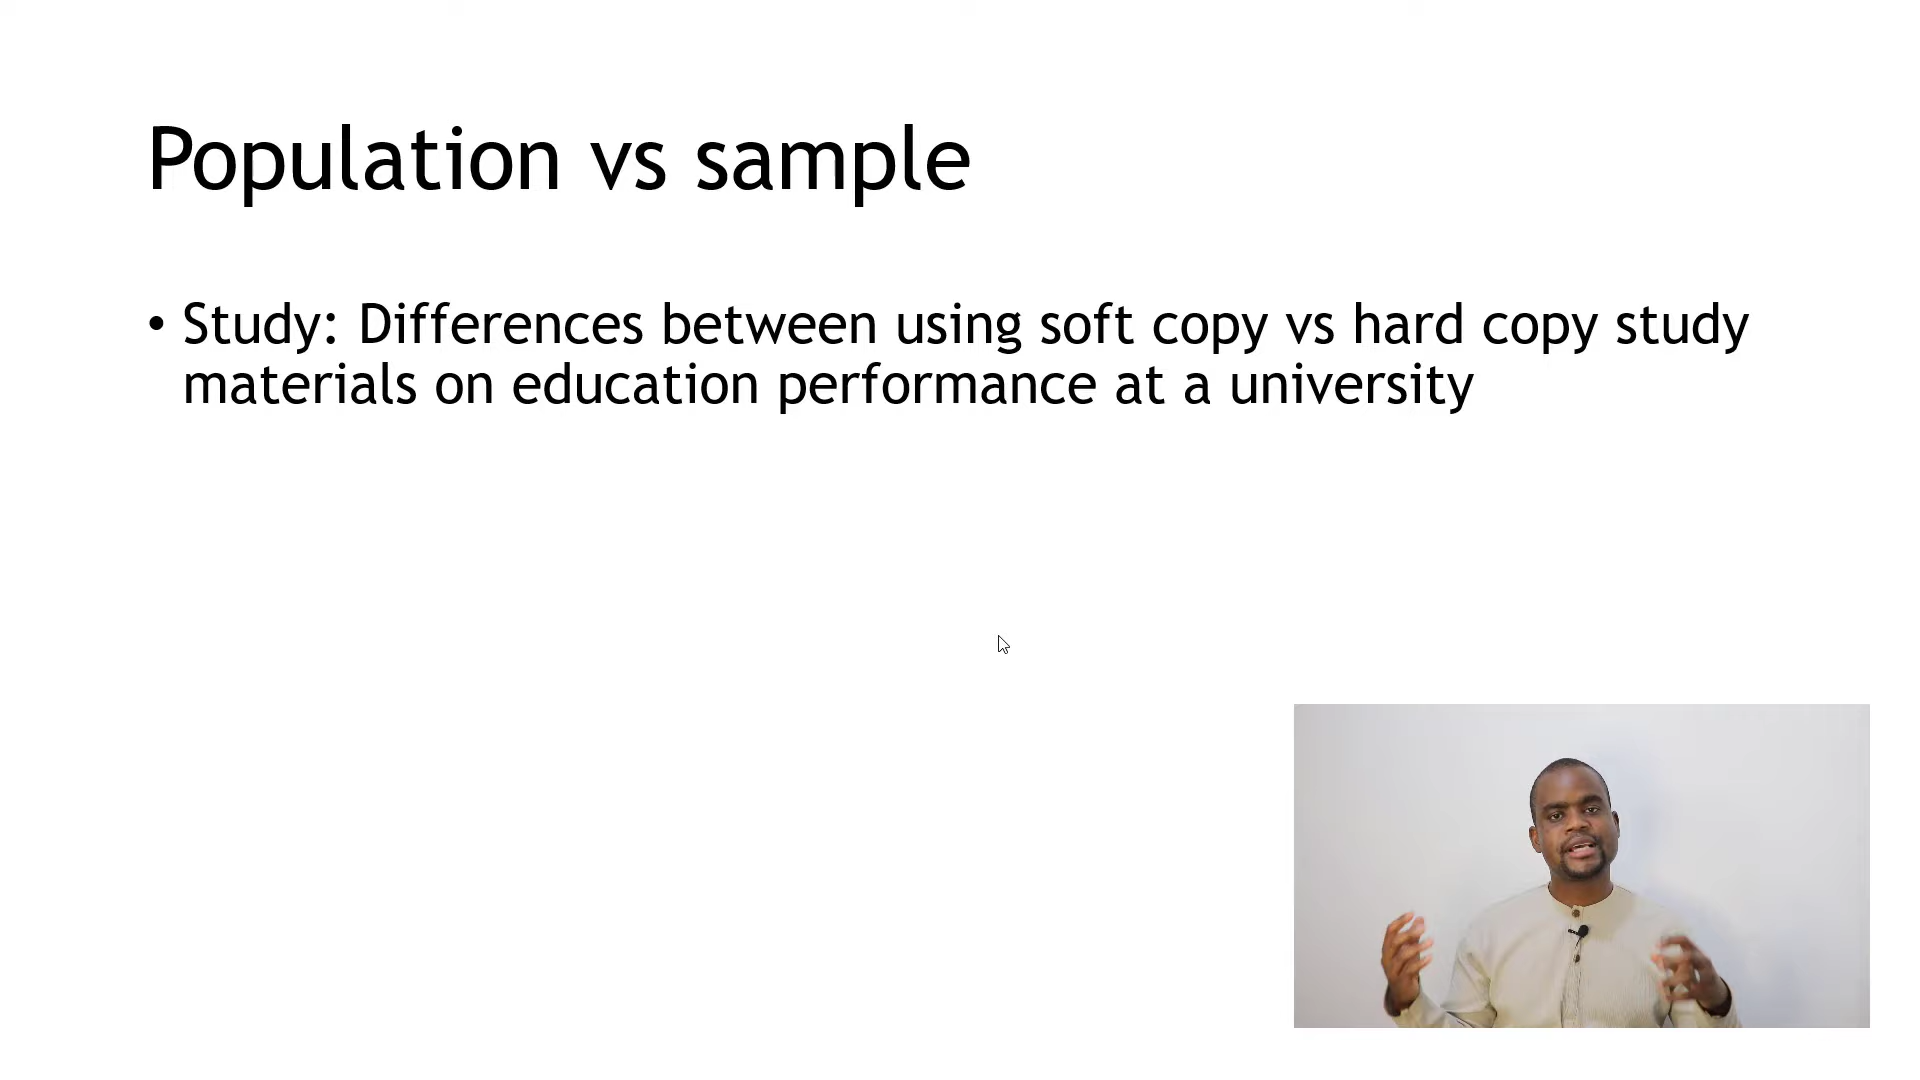 Population vs sample
• Study: Differences between using soft copy vs hard copy study
materials on education performance at a university